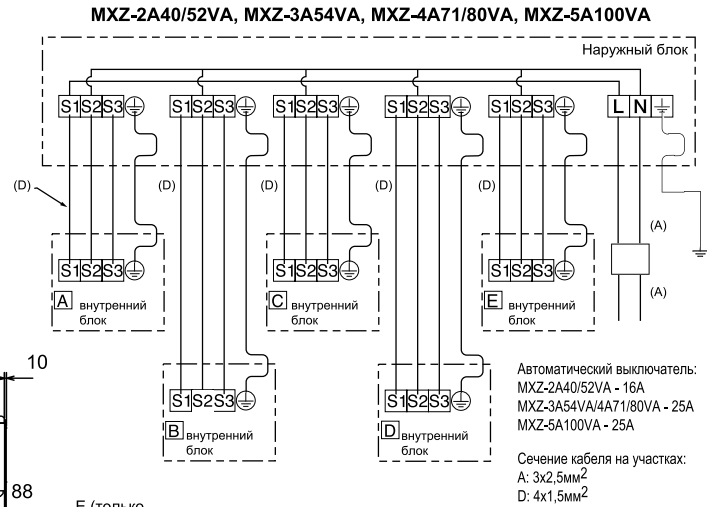 MXZ-2A40/52VA, MXZ-3A54VA, MXZ-4A71/80VA, MXZ-5A100VA
Наружный блок
S1 S2 S3 S1 S2 S3 S1 S2 S3 S1 S2 S3 S1 S2 S3 L N
(D) (D) (D) (D) (D)
(A)
(A)
S1 S2 S3
A внутренний
блок
S1 S2 S3
C внутренний
блок
S1 S2 S3
E внутренний
блок
S1 S2 S3
B внутренний
блок
S1 S2 S3
D внутренний
блок
10
88
E (только
Автоматический выключатель:
MXZ-2A40/52VA - 16A
MXZ-3A54VA/4A71/80VA - 25A
MXZ-5A100VA - 25A
Сечение кабеля на участках:
A: 3x2,5мм2
D: 4x1,5мм2